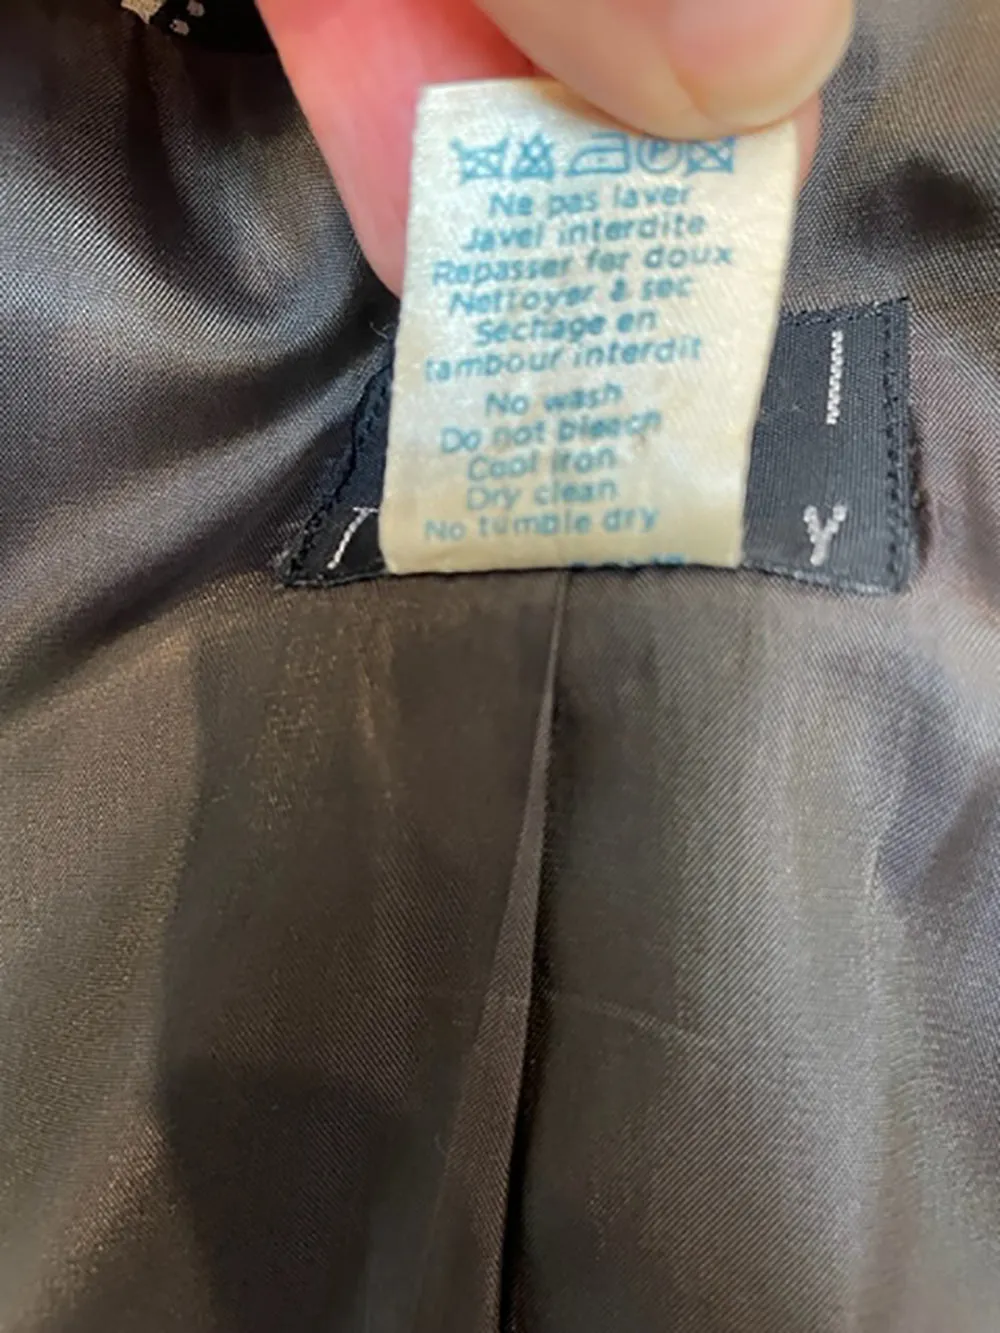 P
Ne pas laver
Javel interdite
Repasser fer doux
Nettoyer à sec
Séchage en
tambour interdit
No wash
Do not bleach
Cool iron
Dry clean
No tumble dry